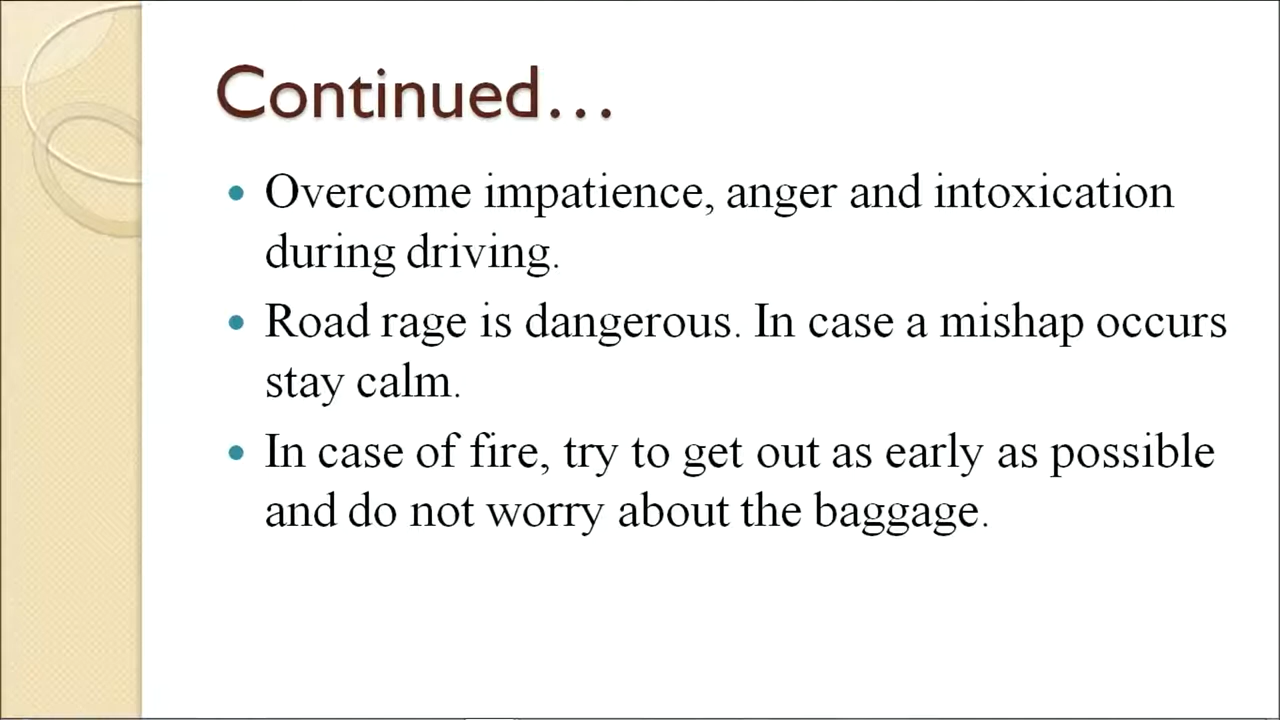 Continued…
• Overcome impatience, anger and intoxication
during driving.
• Road rage is dangerous. In case a mishap occurs
stay calm.
• In case of fire, try to get out as early as possible
and do not worry about the baggage.